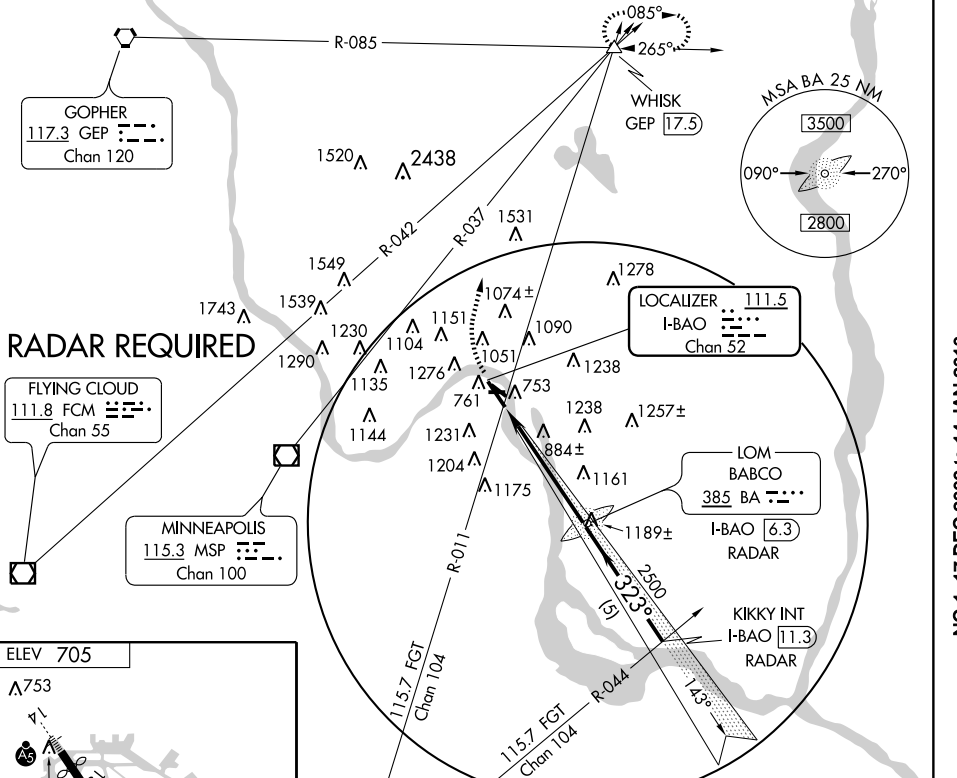 085°
R-085
265°
GOPHER
117.3 GEP
Chan 120
WHISK
GEP 17.5
MSA BA 25 NM
3500
090°
270°
2800
1520
2438
R-042
R-037
1531
1549
1278
1743
1539
1074±
LOCALIZER 111.5
I-BAO
Chan 52
RADAR REQUIRED
1230
1104
1151
1090
1290
1051
1238
1135
1276
FLYING CLOUD
111.8 FCM
Chan 55
761
753
1144
1238
1257±
1231
884±
LOM
BABCO
385 BA
1204
1161
1175
I-BAO 6.3
RADAR
1189±
MINNEAPOLIS
115.3 MSP
Chan 100
R-011
2500
323°
(5)
KIKKY INT
I-BAO 11.3
RADAR
ELEV 705
753
115.7 FGT
Chan 104
R-044
115.7 FGT
Chan 104
143°
14
A5